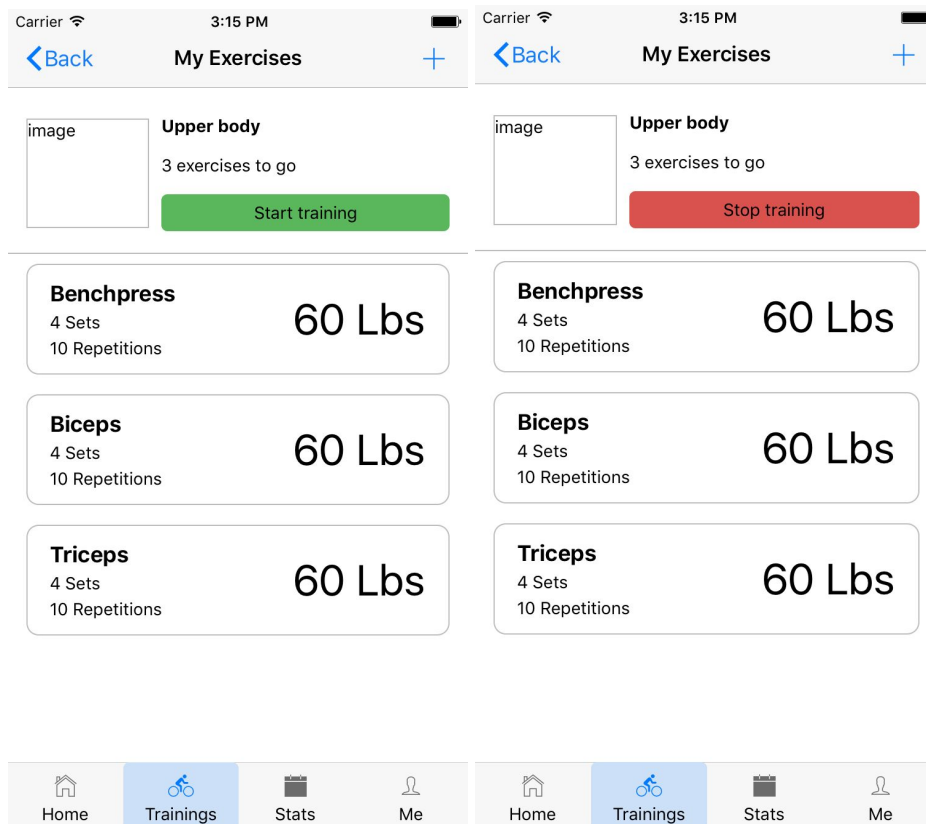 Carrier 3:15 PM
Back My Exercises +
image
Upper body
3 exercises to go
Start training
Benchpress
4 Sets
10 Repetitions
60 Lbs
Biceps
4 Sets
10 Repetitions
60 Lbs
Triceps
4 Sets
10 Repetitions
60 Lbs
Home Trainings Stats Me
Carrier 3:15 PM
Back My Exercises +
image
Upper body
3 exercises to go
Stop training
Benchpress
4 Sets
10 Repetitions
60 Lbs
Biceps
4 Sets
10 Repetitions
60 Lbs
Triceps
4 Sets
10 Repetitions
60 Lbs
Home Trainings Stats Me